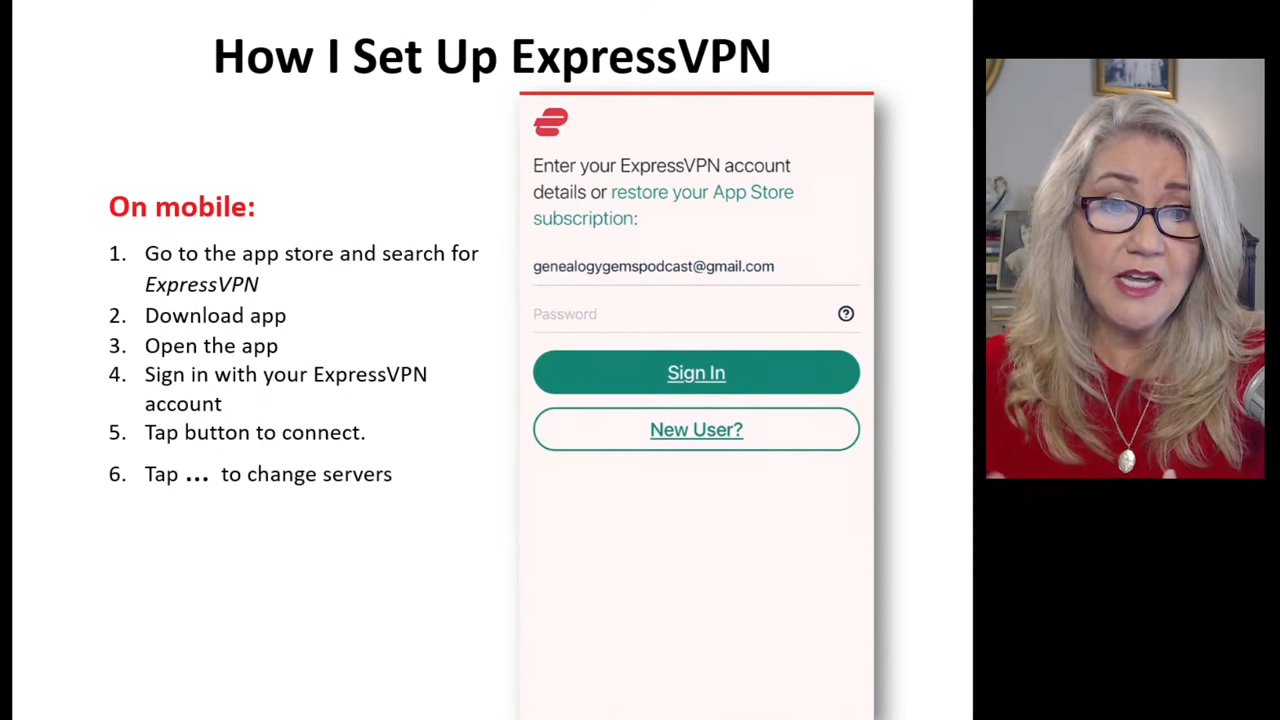 How I Set Up ExpressVPN
On mobile:
1. Go to the app store and search for
ExpressVPN
2. Download app
3. Open the app
4. Sign in with your ExpressVPN
account
5. Tap button to connect.
6. Tap ... to change servers
Enter your ExpressVPN account
details or restore your App Store
subscription:
genealogygemspodcast@gmail.com
Password ?
Sign In
New User?